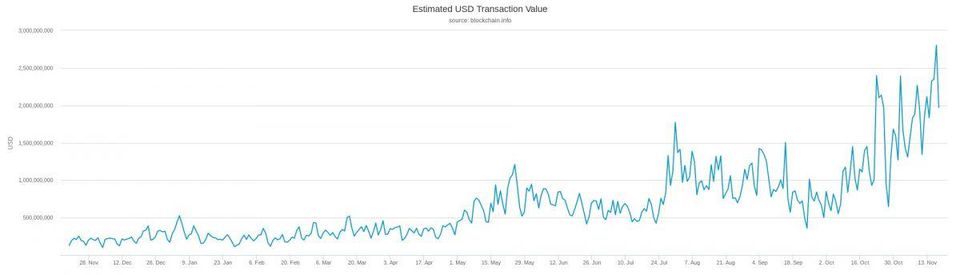 Estimated USD Transaction Value
source: blockchain.info
3,000,000,000
2,500,000,000
2,000,000,000
1,500,000,000
1,000,000,000
500,000,000
USD
28. Nov 12. Dec 26. Dec 9. Jan 23. Jan 6. Feb 20. Feb 6. Mar 20. Mar 3. Apr 17. Apr 1. May 15. May 29. May 12. Jun 26. Jun 10. Jul 24. Jul 7. Aug 21. Aug 4. Sep 18. Sep 2. Oct 16. Oct 30. Oct 13. Nov